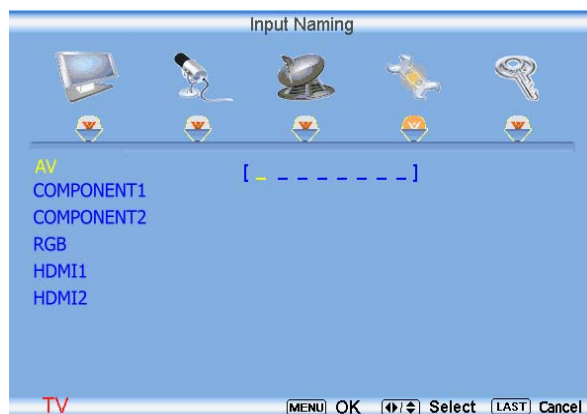 Input Naming
AV [_ _ _ _ _ _ _ _ _]
COMPONENT1
COMPONENT2
RGB
HDMI1
HDMI2
TV MENU OK Select LAST Cancel